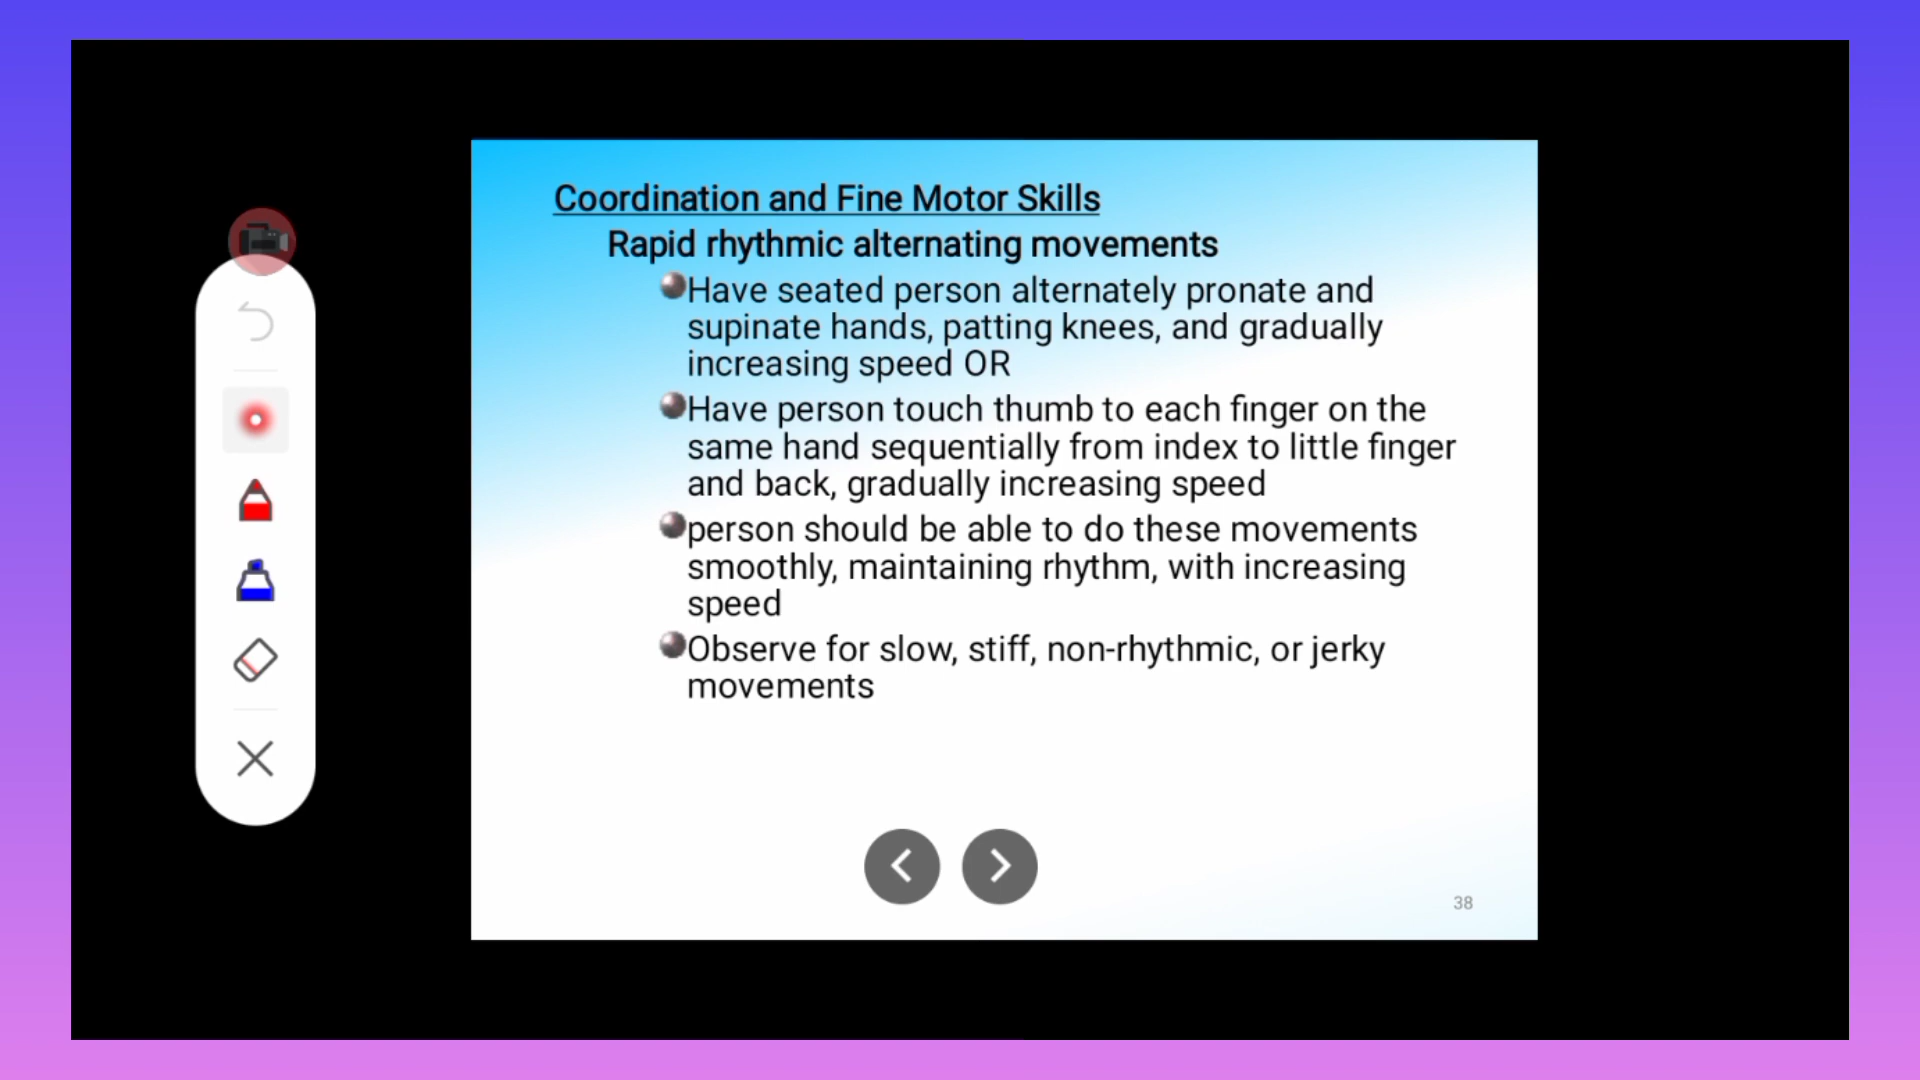 Coordination and Fine Motor Skills
Rapid rhythmic alternating movements
Have seated person alternately pronate and
supinate hands, patting knees, and gradually
increasing speed OR
Have person touch thumb to each finger on the
same hand sequentially from index to little finger
and back, gradually increasing speed
person should be able to do these movements
smoothly, maintaining rhythm, with increasing
speed
Observe for slow, stiff, non-rhythmic, or jerky
movements
38